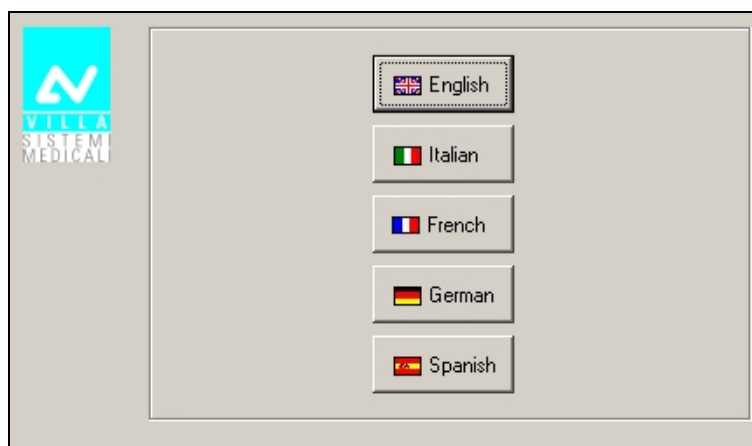 VILLA
SISTEMI
MEDICALI
English
Italian
French
German
Spanish